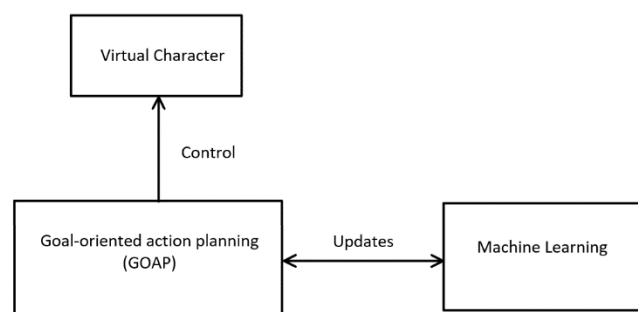 Virtual Character
Control
Goal-oriented action planning
(GOAP)
Updates
Machine Learning